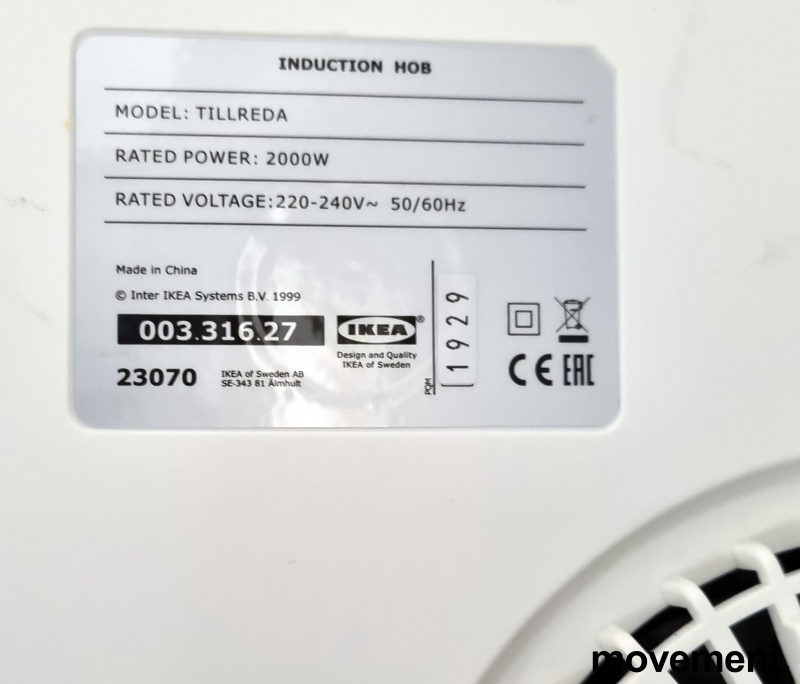 INDUCTION HOB
MODEL: TILLREDA
RATED POWER: 2000W
RATED VOLTAGE:220-240V~ 50/60Hz
Made in China
© Inter IKEA Systems B.V. 1999
003.316.27
IKEA®
Design and Quality
IKEA of Sweden
23070
IKEA of Sweden AB
SE-343 81 Älmhult
PQM
1929
CE EAC
movement